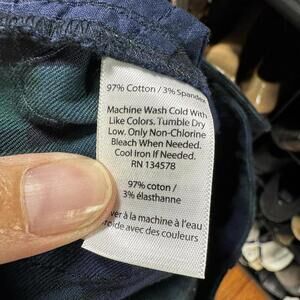 97% Cotton / 3% Spandex
Machine Wash Cold With
Like Colors. Tumble Dry
Low. Only Non-Chlorine
Bleach When Needed.
Cool Iron If Needed.
RN 134578
97% coton /
3% élasthanne
ver à la machine à l'eau
froide avec des couleurs